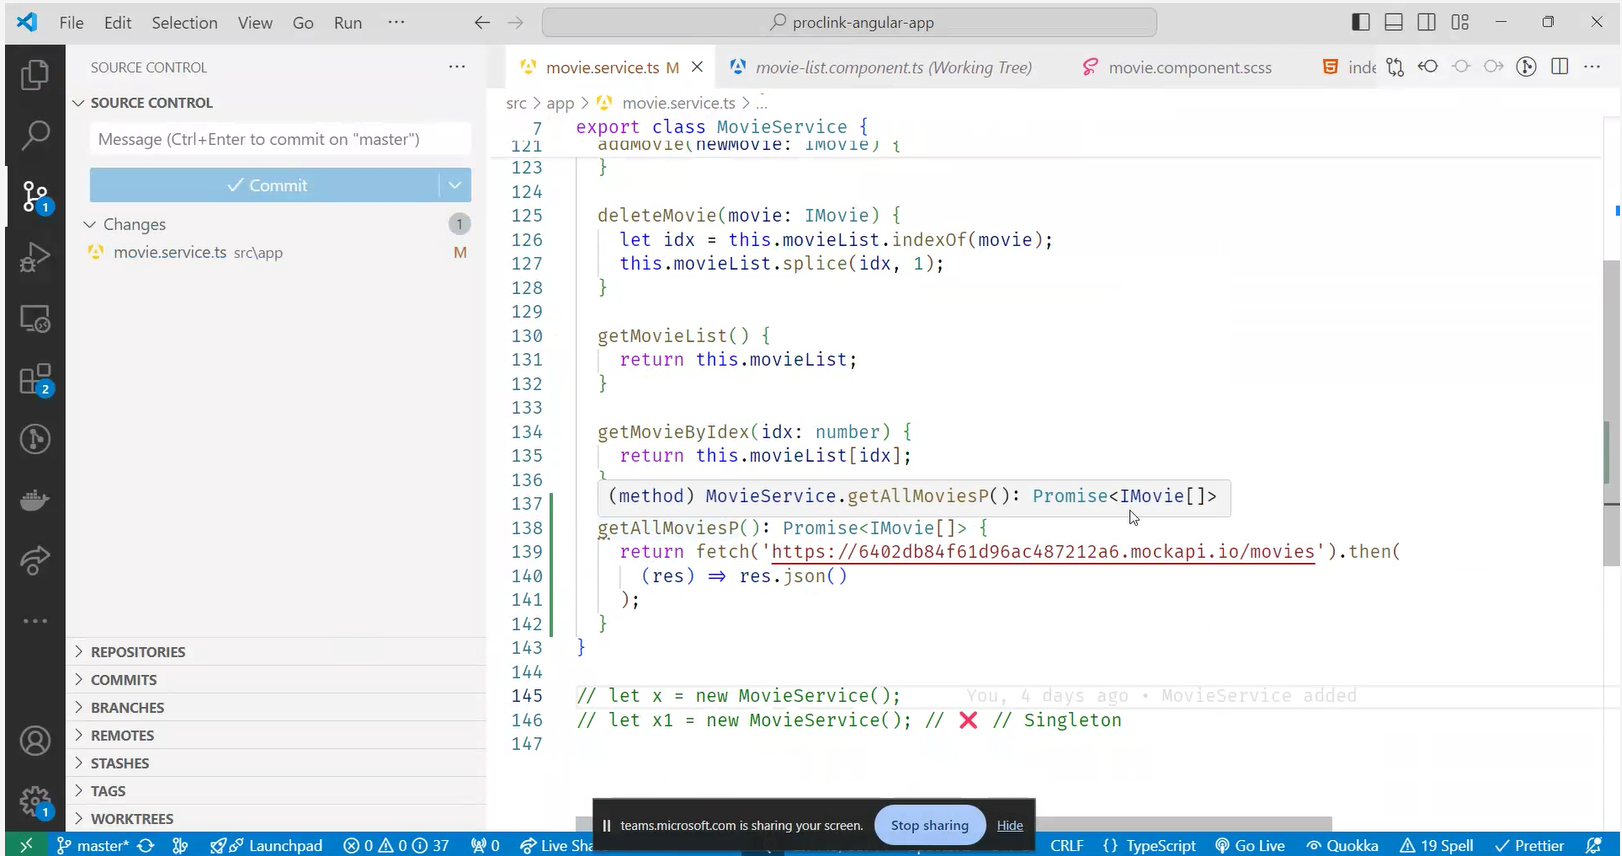 File Edit Selection View Go Run ··· proclink-angular-app
SOURCE CONTROL ···
SOURCE CONTROL
Message (Ctrl+Enter to commit on "master")
Commit
Changes 1
movie.service.ts src\app M
REPOSITORIES
COMMITS
BRANCHES
REMOTES
STASHES
TAGS
WORKTREES
1
2
1
movie.service.ts M movie-list.component.ts (Working Tree) movie.component.scss inde
src > app > movie.service.ts > ...
7 export class MovieService {
121 addMovie(newMovie: IMovie) {
123 }
124
125 deleteMovie(movie: IMovie) {
126 let idx = this.movieList.indexOf(movie);
127 this.movieList.splice(idx, 1);
128 }
129
130 getMovieList() {
131 return this.movieList;
132 }
133
134 getMovieByIdex(idx: number) {
135 return this.movieList[idx];
136 }
137 (method) MovieService.getAllMoviesP(): Promise<IMovie[]>
138 getAllMoviesP(): Promise<IMovie[]> {
139 return fetch('https://6402db84f61d96ac487212a6.mockapi.io/movies').then(
140 (res) => res.json()
141 );
142 }
143 }
144
145 // let x = new MovieService(); You, 4 days ago • MovieService added
146 // let x1 = new MovieService(); // ❌ // Singleton
147
teams.microsoft.com is sharing your screen. Stop sharing Hide
master* Launchpad 0 0 37 0 Live Sha CRLF {} TypeScript Go Live Quokka 19 Spell Prettier